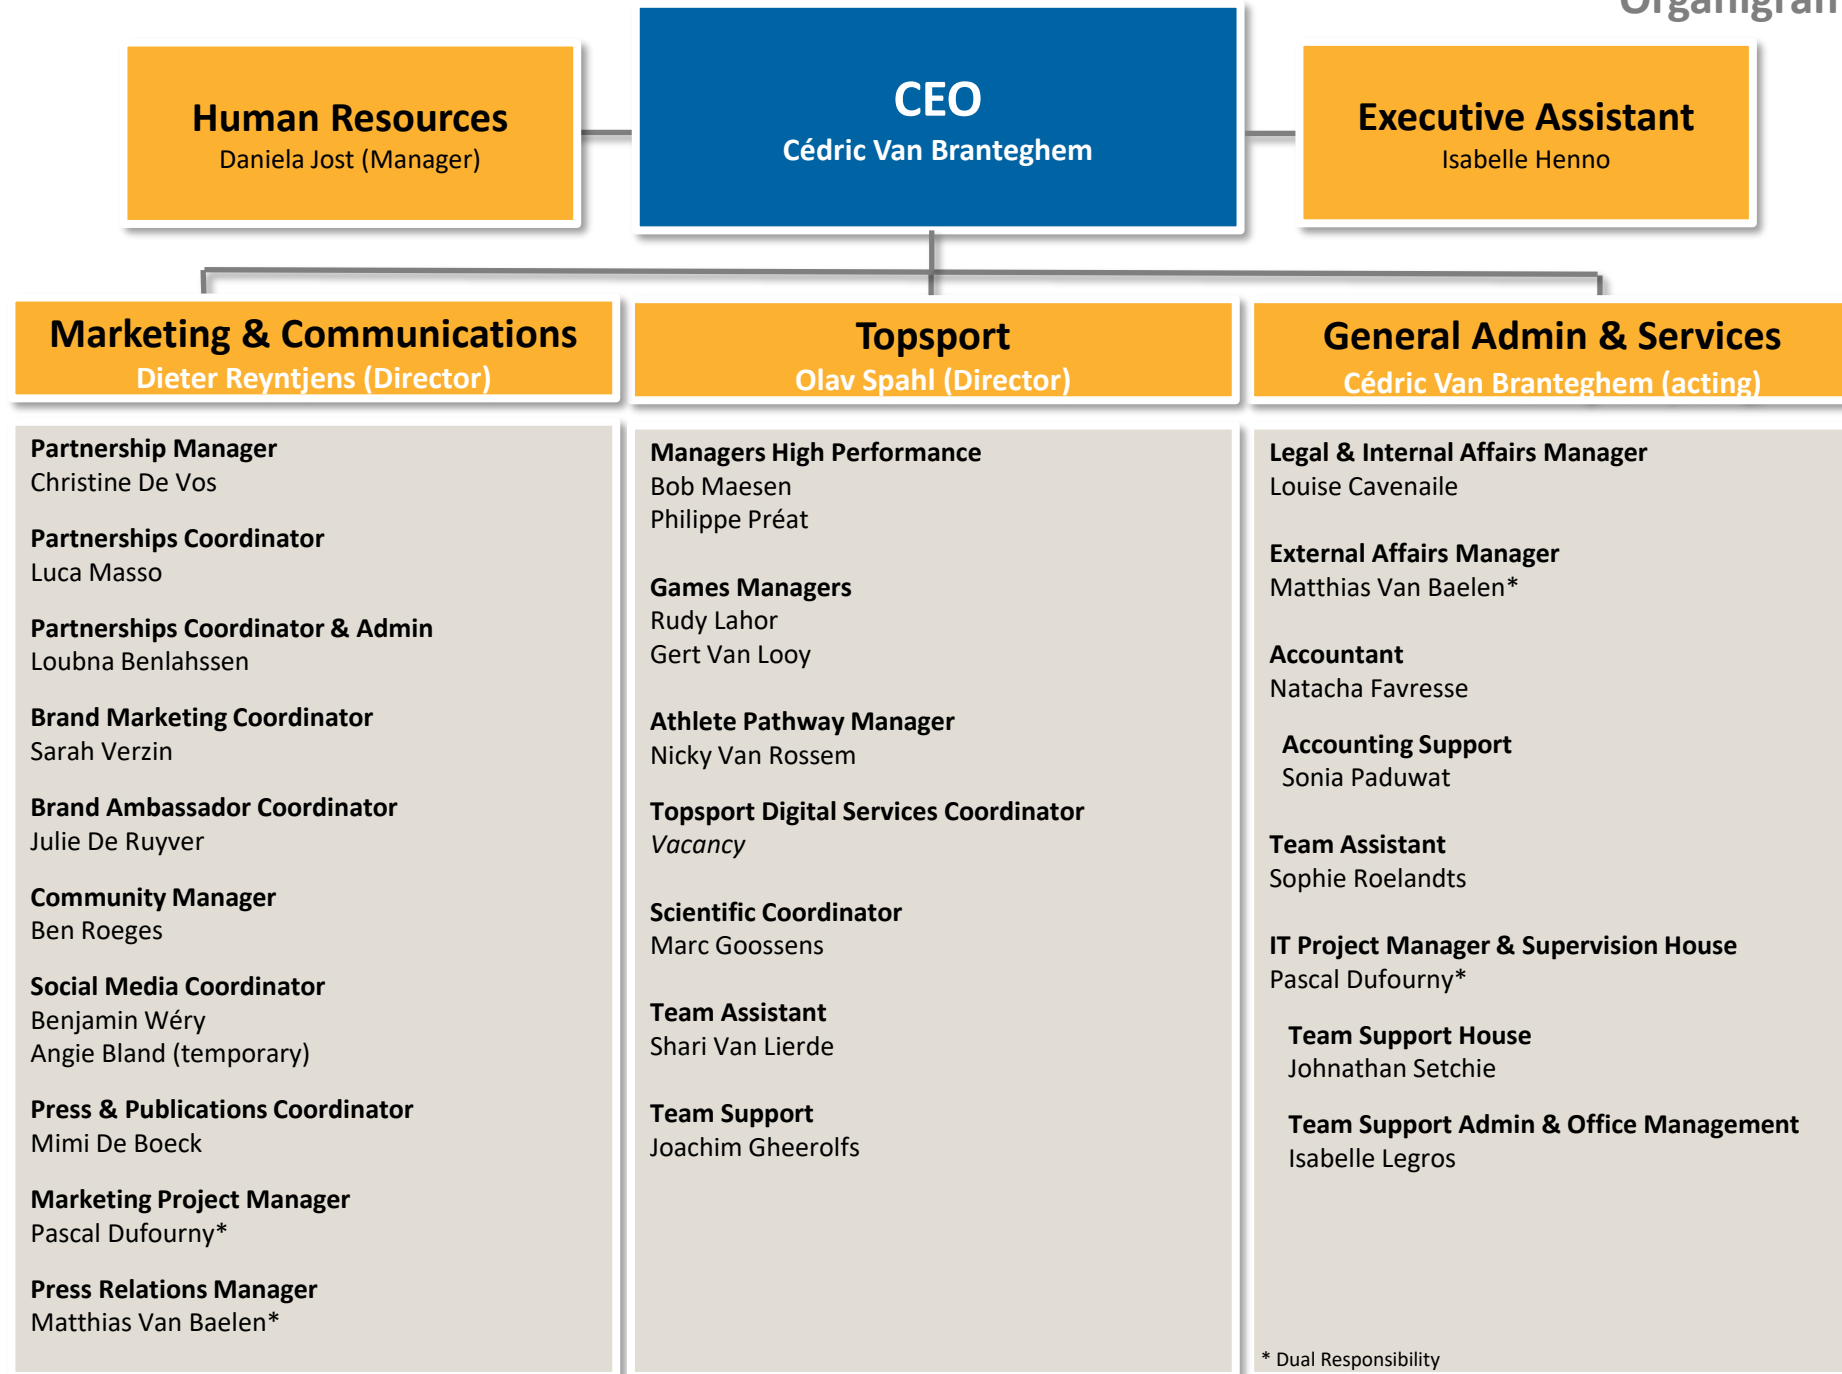 Human Resources
Daniela Jost (Manager)
CEO
Cédric Van Branteghem
Executive Assistant
Isabelle Henno
Marketing & Communications
Dieter Reyntjens (Director)
Partnership Manager
Christine De Vos
Partnerships Coordinator
Luca Masso
Partnerships Coordinator & Admin
Loubna Benlahssen
Brand Marketing Coordinator
Sarah Verzin
Brand Ambassador Coordinator
Julie De Ruyver
Community Manager
Ben Roeges
Social Media Coordinator
Benjamin Wéry
Angie Bland (temporary)
Press & Publications Coordinator
Mimi De Boeck
Marketing Project Manager
Pascal Dufourny*
Press Relations Manager
Matthias Van Baelen*
Topsport
Olav Spahl (Director)
Managers High Performance
Bob Maesen
Philippe Préat
Games Managers
Rudy Lahor
Gert Van Looy
Athlete Pathway Manager
Nicky Van Rossem
Topsport Digital Services Coordinator
Vacancy
Scientific Coordinator
Marc Goossens
Team Assistant
Shari Van Lierde
Team Support
Joachim Gheerolfs
General Admin & Services
Cédric Van Branteghem (acting)
Legal & Internal Affairs Manager
Louise Cavenaile
External Affairs Manager
Matthias Van Baelen*
Accountant
Natacha Favresse
Accounting Support
Sonia Paduwat
Team Assistant
Sophie Roelandts
IT Project Manager & Supervision House
Pascal Dufourny*
Team Support House
Johnathan Setchie
Team Support Admin & Office Management
Isabelle Legros
* Dual Responsibility